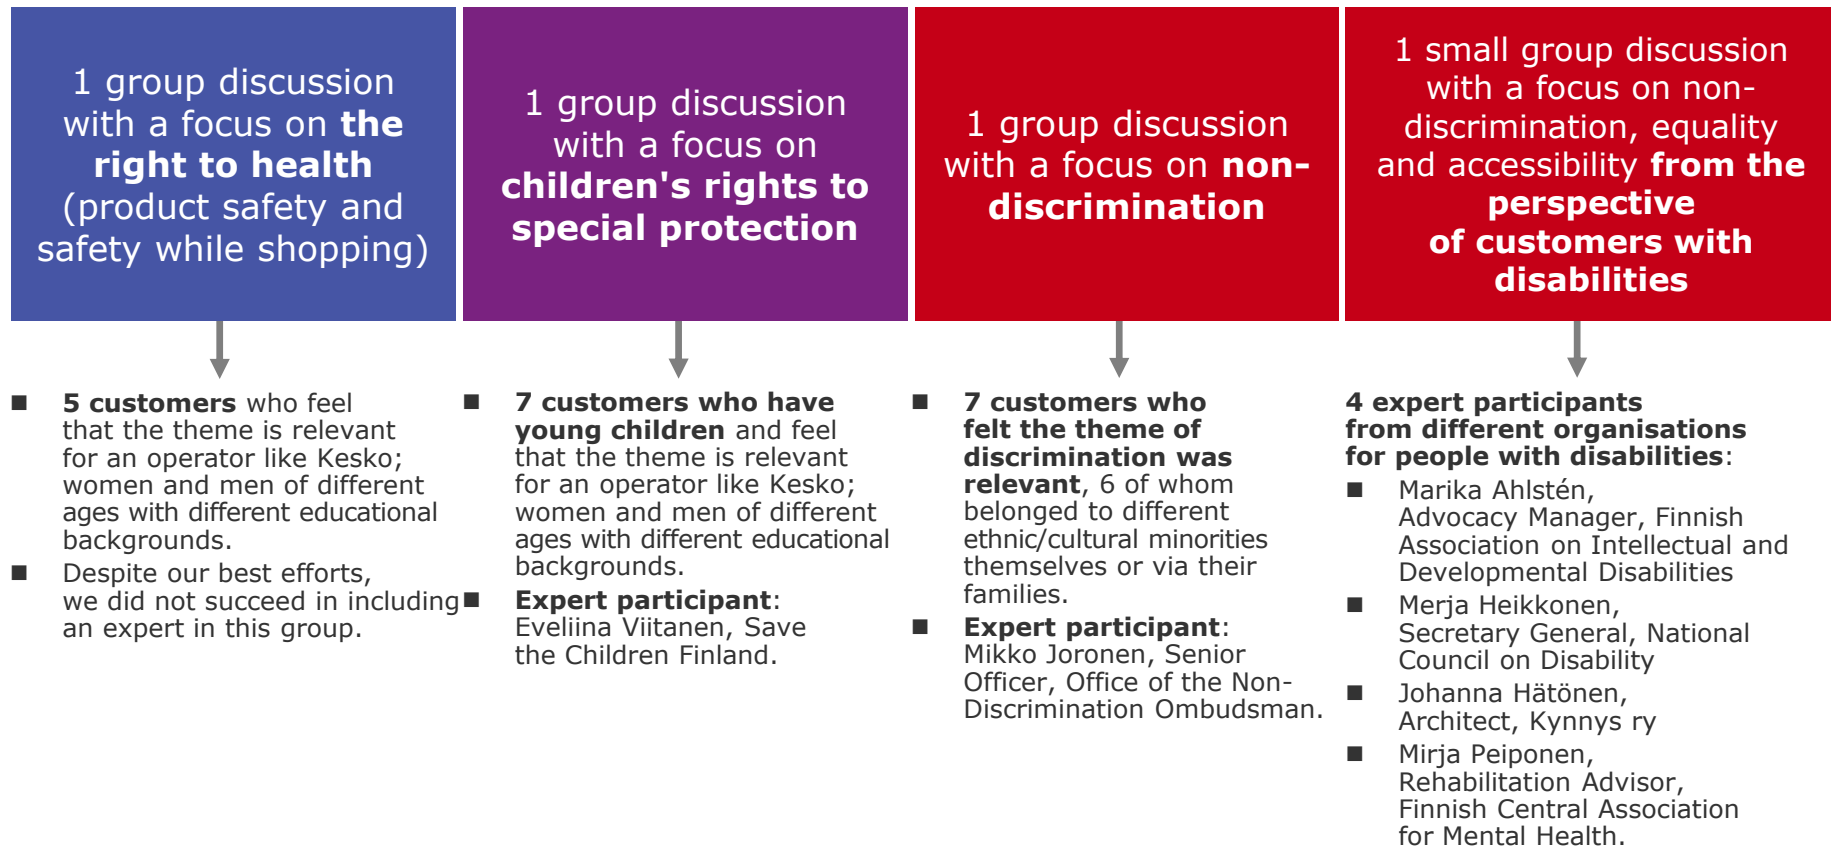 1 group discussion
with a focus on the
right to health
(product safety and
safety while shopping)
1 group discussion
with a focus on
children's rights to
special protection
1 group discussion
with a focus on non-
discrimination
1 small group discussion
with a focus on non-
discrimination, equality
and accessibility from the
perspective
of customers with
disabilities
■ 5 customers who feel
that the theme is relevant
for an operator like Kesko;
women and men of different
ages with different educational
backgrounds.
■ Despite our best efforts,
we did not succeed in including
an expert in this group.
■ 7 customers who have
young children and feel
that the theme is relevant
for an operator like Kesko;
women and men of different
ages with different educational
backgrounds.
■ Expert participant:
Eveliina Viitanen, Save
the Children Finland.
■ 7 customers who
felt the theme of
discrimination was
relevant, 6 of whom
belonged to different
ethnic/cultural minorities
themselves or via their
families.
■ Expert participant:
Mikko Joronen, Senior
Officer, Office of the Non-
Discrimination Ombudsman.
4 expert participants
from different organisations
for people with disabilities:
■ Marika Ahlstén,
Advocacy Manager, Finnish
Association on Intellectual and
Developmental Disabilities
■ Merja Heikkonen,
Secretary General, National
Council on Disability
■ Johanna Hätönen,
Architect, Kynnys ry
■ Mirja Peiponen,
Rehabilitation Advisor,
Finnish Central Association
for Mental Health.